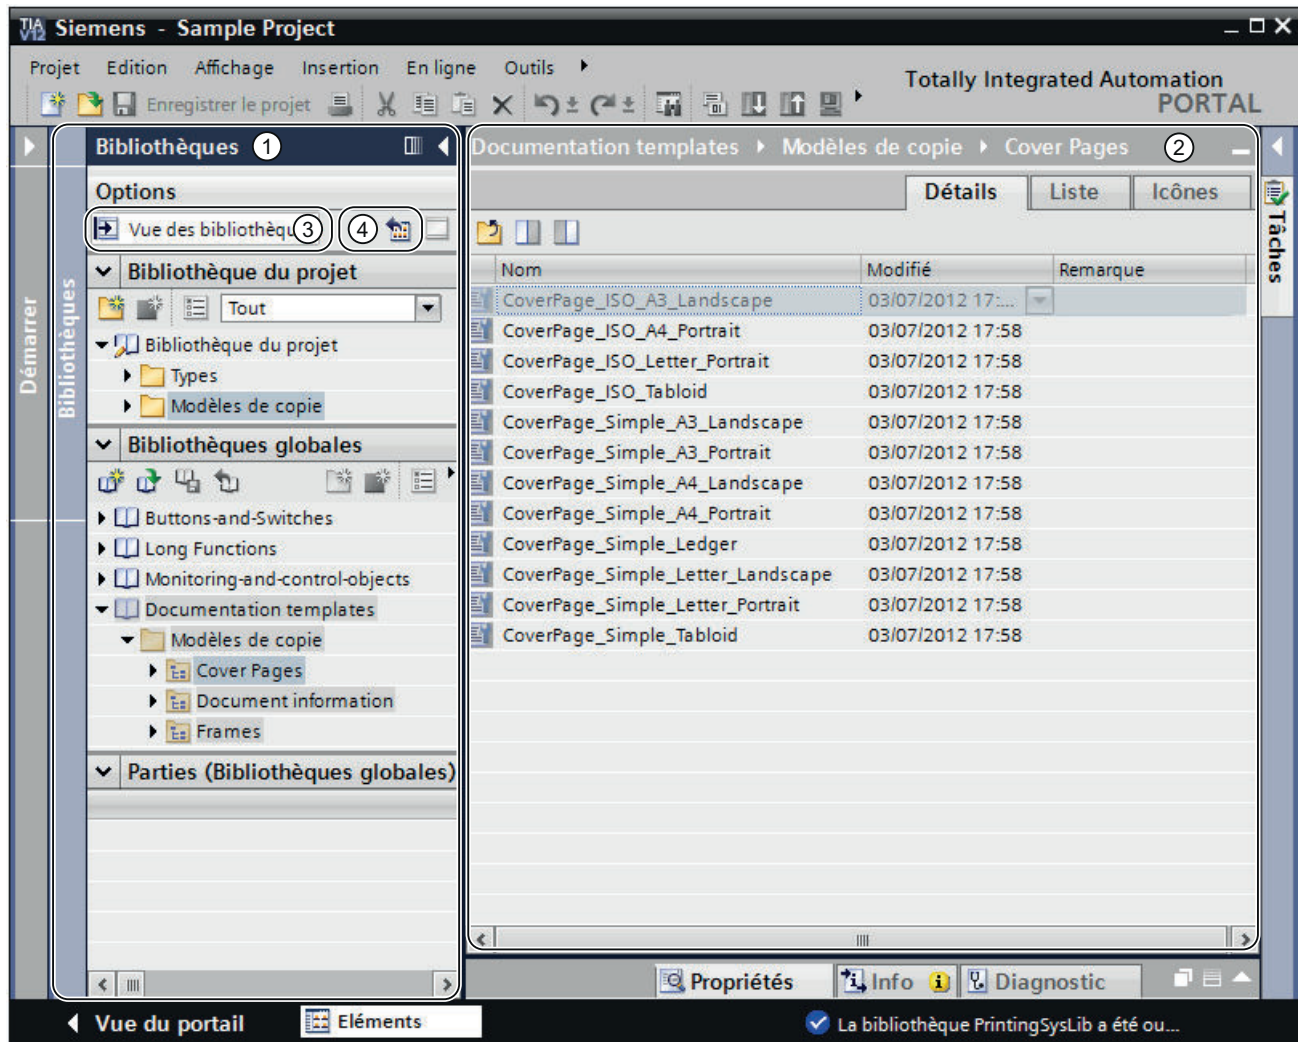 TIA V12 Siemens - Sample Project
Projet Edition Affichage Insertion En ligne Outils
Totally Integrated Automation
PORTAL
Enregistrer le projet
Bibliothèques 1
Documentation templates Modèles de copie Cover Pages 2
Options
Détails Liste Icônes
Vue des bibliothèqu 3 4
Tâches
Démarrer
Bibliothèques
Bibliothèque du projet
Tout
Bibliothèque du projet
Types
Modèles de copie
Bibliothèques globales
Buttons-and-Switches
Long Functions
Monitoring-and-control-objects
Documentation templates
Modèles de copie
Cover Pages
Document information
Frames
Parties (Bibliothèques globales)
Nom Modifié Remarque
CoverPage_ISO_A3_Landscape 03/07/2012 17:...
CoverPage_ISO_A4_Portrait 03/07/2012 17:58
CoverPage_ISO_Letter_Portrait 03/07/2012 17:58
CoverPage_ISO_Tabloid 03/07/2012 17:58
CoverPage_Simple_A3_Landscape 03/07/2012 17:58
CoverPage_Simple_A3_Portrait 03/07/2012 17:58
CoverPage_Simple_A4_Landscape 03/07/2012 17:58
CoverPage_Simple_A4_Portrait 03/07/2012 17:58
CoverPage_Simple_Ledger 03/07/2012 17:58
CoverPage_Simple_Letter_Landscape 03/07/2012 17:58
CoverPage_Simple_Letter_Portrait 03/07/2012 17:58
CoverPage_Simple_Tabloid 03/07/2012 17:58
Propriétés Info Diagnostic
Vue du portail Eléments La bibliothèque PrintingSysLib a été ou...